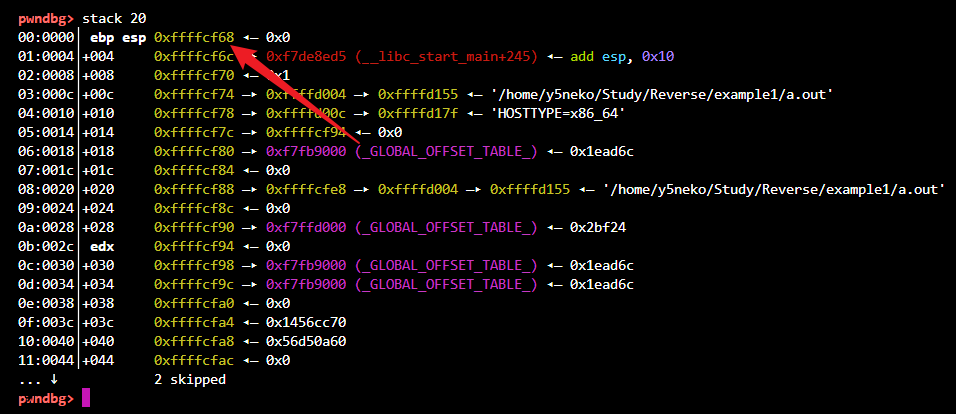 pwndbg> stack 20
00:0000│ ebp esp 0xffffcf68 ◂— 0x0
01:0004│+004 0xffffcf6c —▸ 0xf7de8ed5 (__libc_start_main+245) ◂— add esp, 0x10
02:0008│+008 0xffffcf70 ◂— 0x1
03:000c│+00c 0xffffcf74 —▸ 0xffffd004 —▸ 0xffffd155 ◂— '/home/y5neko/Study/Reverse/example1/a.out'
04:0010│+010 0xffffcf78 —▸ 0xffffd00c —▸ 0xffffd17f ◂— 'HOSTTYPE=x86_64'
05:0014│+014 0xffffcf7c —▸ 0xffffcf94 ◂— 0x0
06:0018│+018 0xffffcf80 —▸ 0xf7fb9000 (_GLOBAL_OFFSET_TABLE_) ◂— 0x1ead6c
07:001c│+01c 0xffffcf84 ◂— 0x0
08:0020│+020 0xffffcf88 —▸ 0xffffcfe8 —▸ 0xffffd004 —▸ 0xffffd155 ◂— '/home/y5neko/Study/Reverse/example1/a.out'
09:0024│+024 0xffffcf8c ◂— 0x0
0a:0028│+028 0xffffcf90 —▸ 0xf7ffd000 (_GLOBAL_OFFSET_TABLE_) ◂— 0x2bf24
0b:002c│ edx 0xffffcf94 ◂— 0x0
0c:0030│+030 0xffffcf98 —▸ 0xf7fb9000 (_GLOBAL_OFFSET_TABLE_) ◂— 0x1ead6c
0d:0034│+034 0xffffcf9c —▸ 0xf7fb9000 (_GLOBAL_OFFSET_TABLE_) ◂— 0x1ead6c
0e:0038│+038 0xffffcfa0 ◂— 0x0
0f:003c│+03c 0xffffcfa4 ◂— 0x1456cc70
10:0040│+040 0xffffcfa8 ◂— 0x56d50a60
11:0044│+044 0xffffcfac ◂— 0x0
... ↓ 2 skipped
pwndbg>